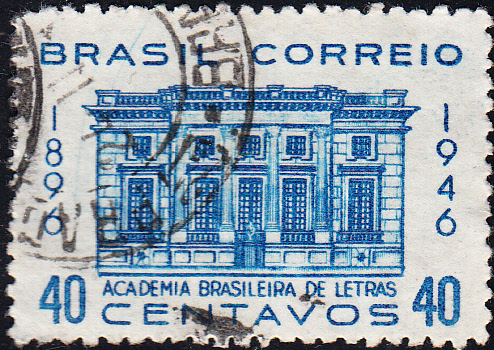 BRASIL CORREIO
1896
1946
ACADEMIA BRASILEIRA DE LETRAS
40 CENTAVOS 40